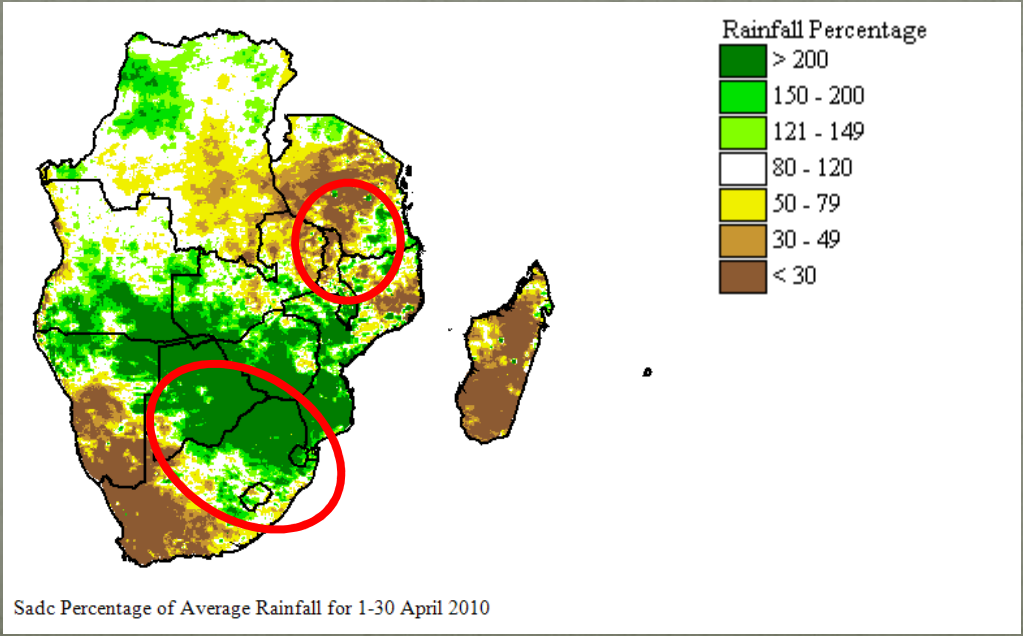 Rainfall Percentage
> 200
150 - 200
121 - 149
80 - 120
50 - 79
30 - 49
< 30
Sadc Percentage of Average Rainfall for 1-30 April 2010